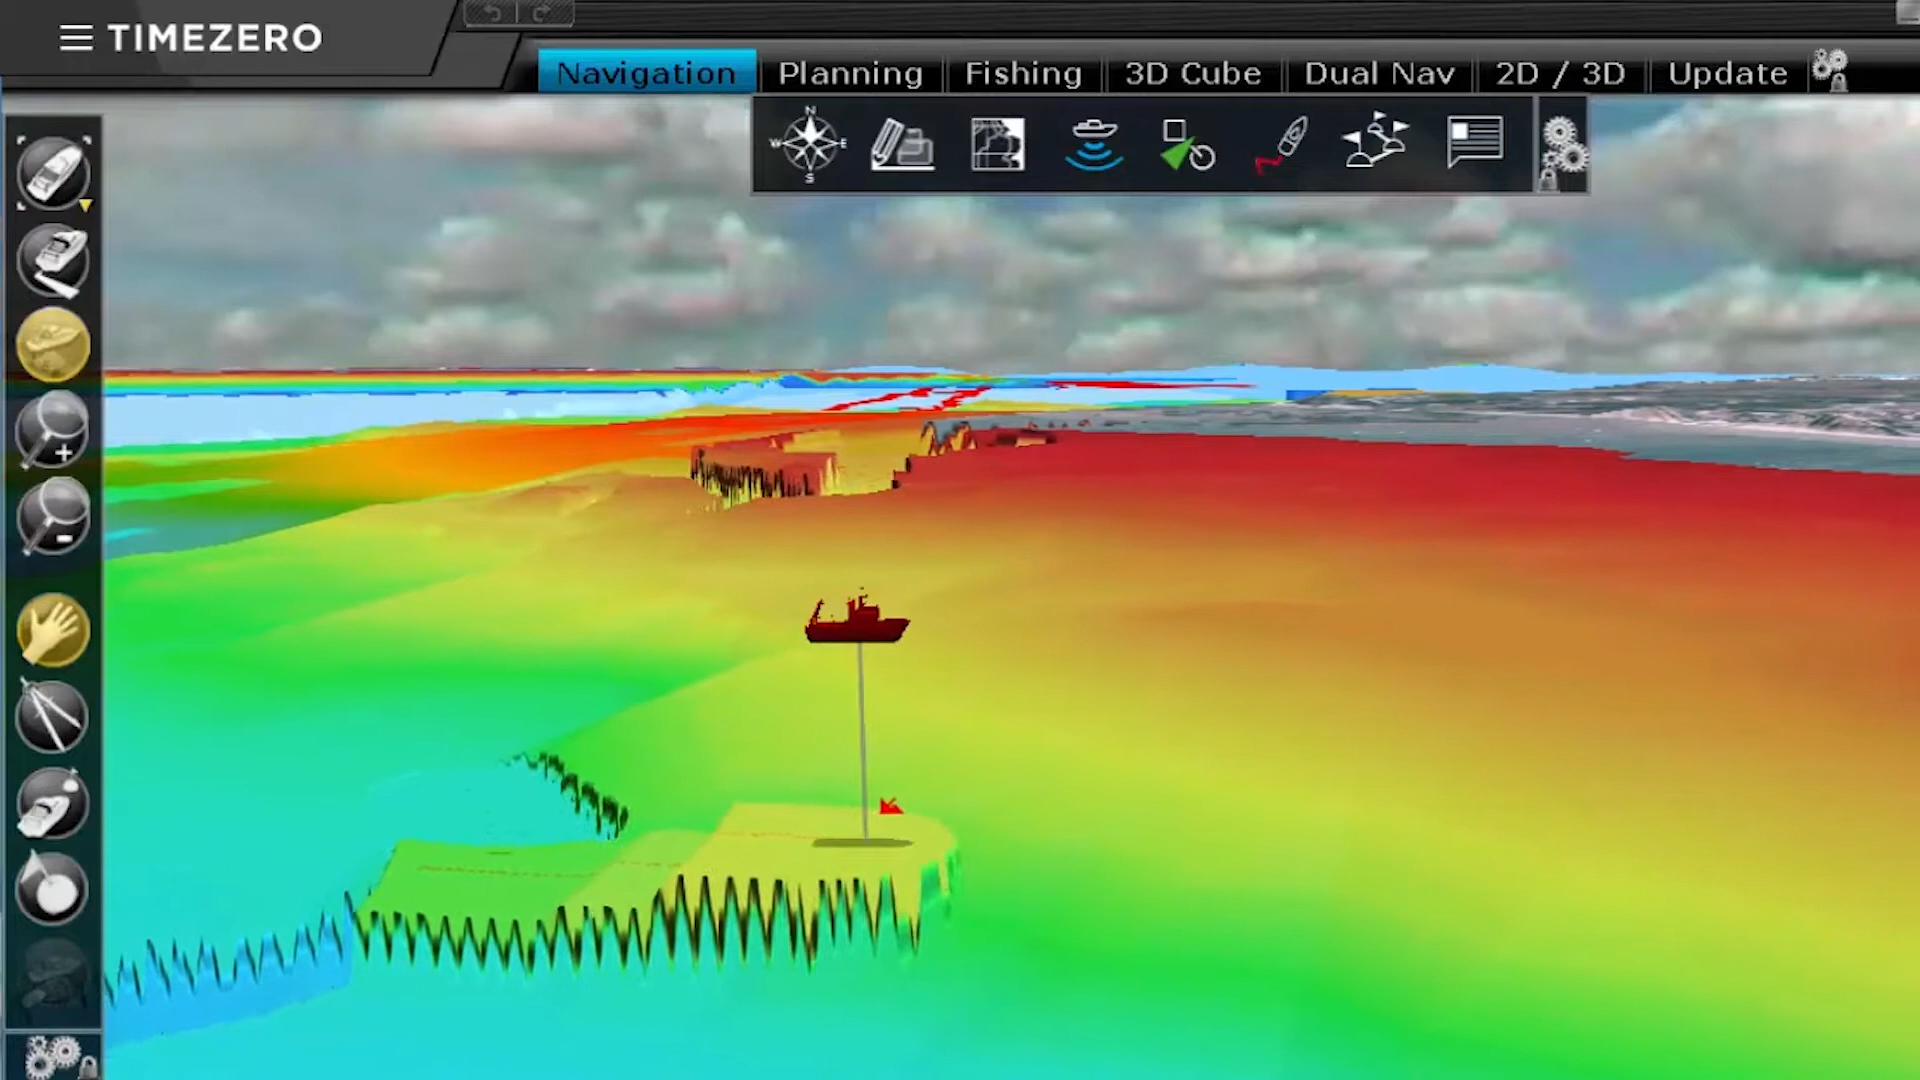 TIMEZERO
Navigation Planning Fishing 3D Cube Dual Nav 2D / 3D Update
N
W E
S